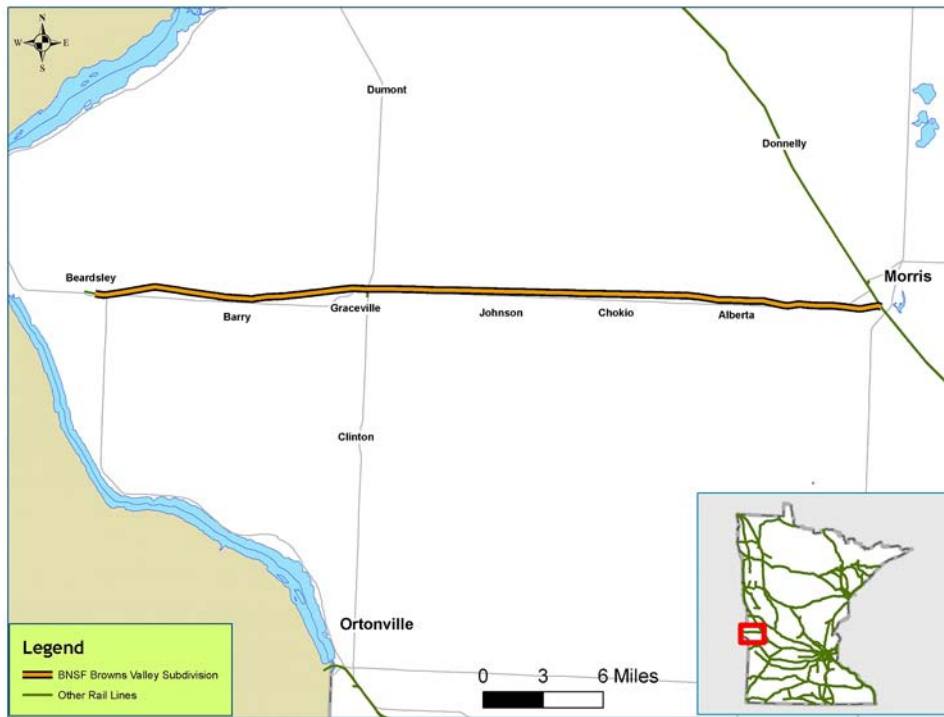 N
W E
S
Dumont
Donnelly
Beardsley
Morris
Barry
Graceville
Johnson
Chokio
Alberta
Clinton
Ortonville
Legend
BNSF Browns Valley Subdivision
Other Rail Lines
0 3 6 Miles